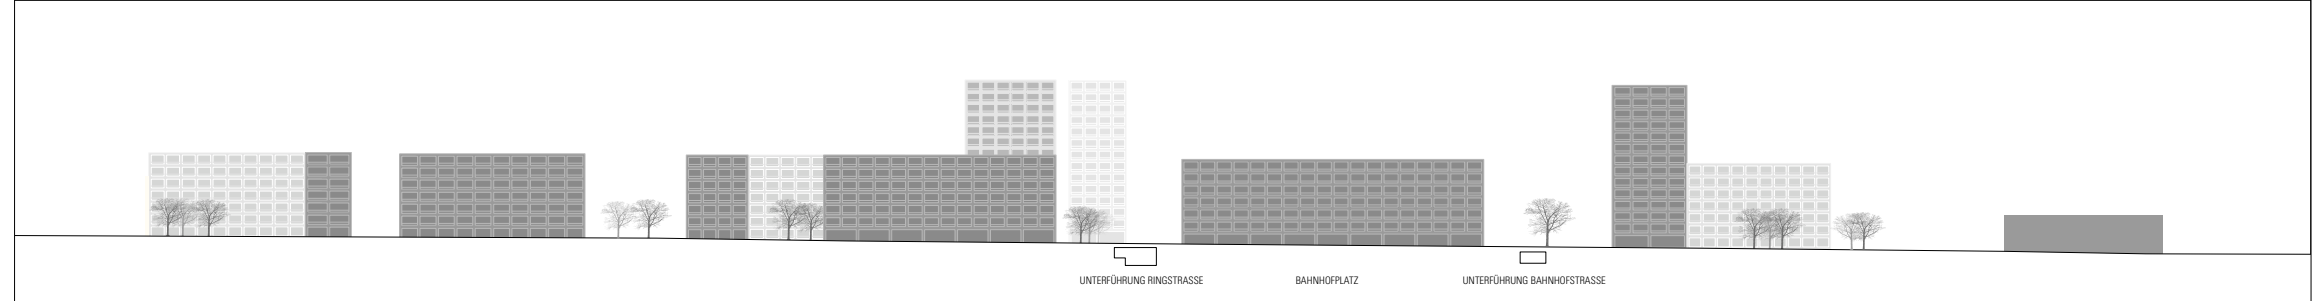 UNTERFÜHRUNG RINGSTRASSE
BAHNHOFPLATZ
UNTERFÜHRUNG BAHNHOFSTRASSE